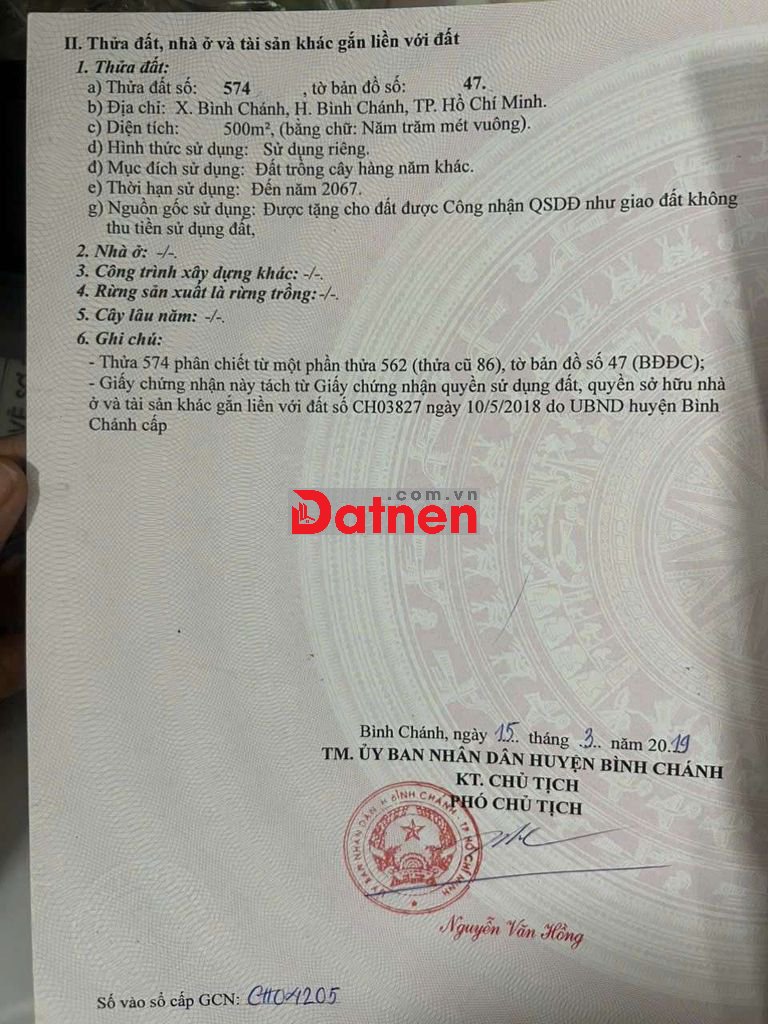 II. Thửa đất, nhà ở và tài sản khác gắn liền với đất
1. Thửa đất:
a) Thửa đất số: 574 , tờ bản đồ số: 47.
b) Địa chỉ: X. Bình Chánh, H. Bình Chánh, TP. Hồ Chí Minh.
c) Diện tích: 500m², (bằng chữ: Năm trăm mét vuông).
d) Hình thức sử dụng: Sử dụng riêng.
đ) Mục đích sử dụng: Đất trồng cây hàng năm khác.
e) Thời hạn sử dụng: Đến năm 2067.
g) Nguồn gốc sử dụng: Được tặng cho đất được Công nhận QSDĐ như giao đất không
thu tiền sử dụng đất,
2. Nhà ở: -/-.
3. Công trình xây dựng khác: -/-.
4. Rừng sản xuất là rừng trồng: -/-.
5. Cây lâu năm: -/-.
6. Ghi chú:
- Thửa 574 phân chiết từ một phần thửa 562 (thửa cũ 86), tờ bản đồ số 47 (BĐĐC);
- Giấy chứng nhận này tách từ Giấy chứng nhận quyền sử dụng đất, quyền sở hữu nhà
ở và tài sản khác gắn liền với đất số CH03827 ngày 10/5/2018 do UBND huyện Bình
Chánh cấp
.com.vn
Datnen
Bình Chánh, ngày 15 tháng 3 năm 2019
TM. ỦY BAN NHÂN DÂN HUYỆN BÌNH CHÁNH
KT. CHỦ TỊCH
PHÓ CHỦ TỊCH
ỦY BAN NHÂN DÂN H BÌNH CHÁNH - TP HỒ CHÍ MINH
Nguyễn Văn Hồng
Số vào sổ cấp GCN: CH04205